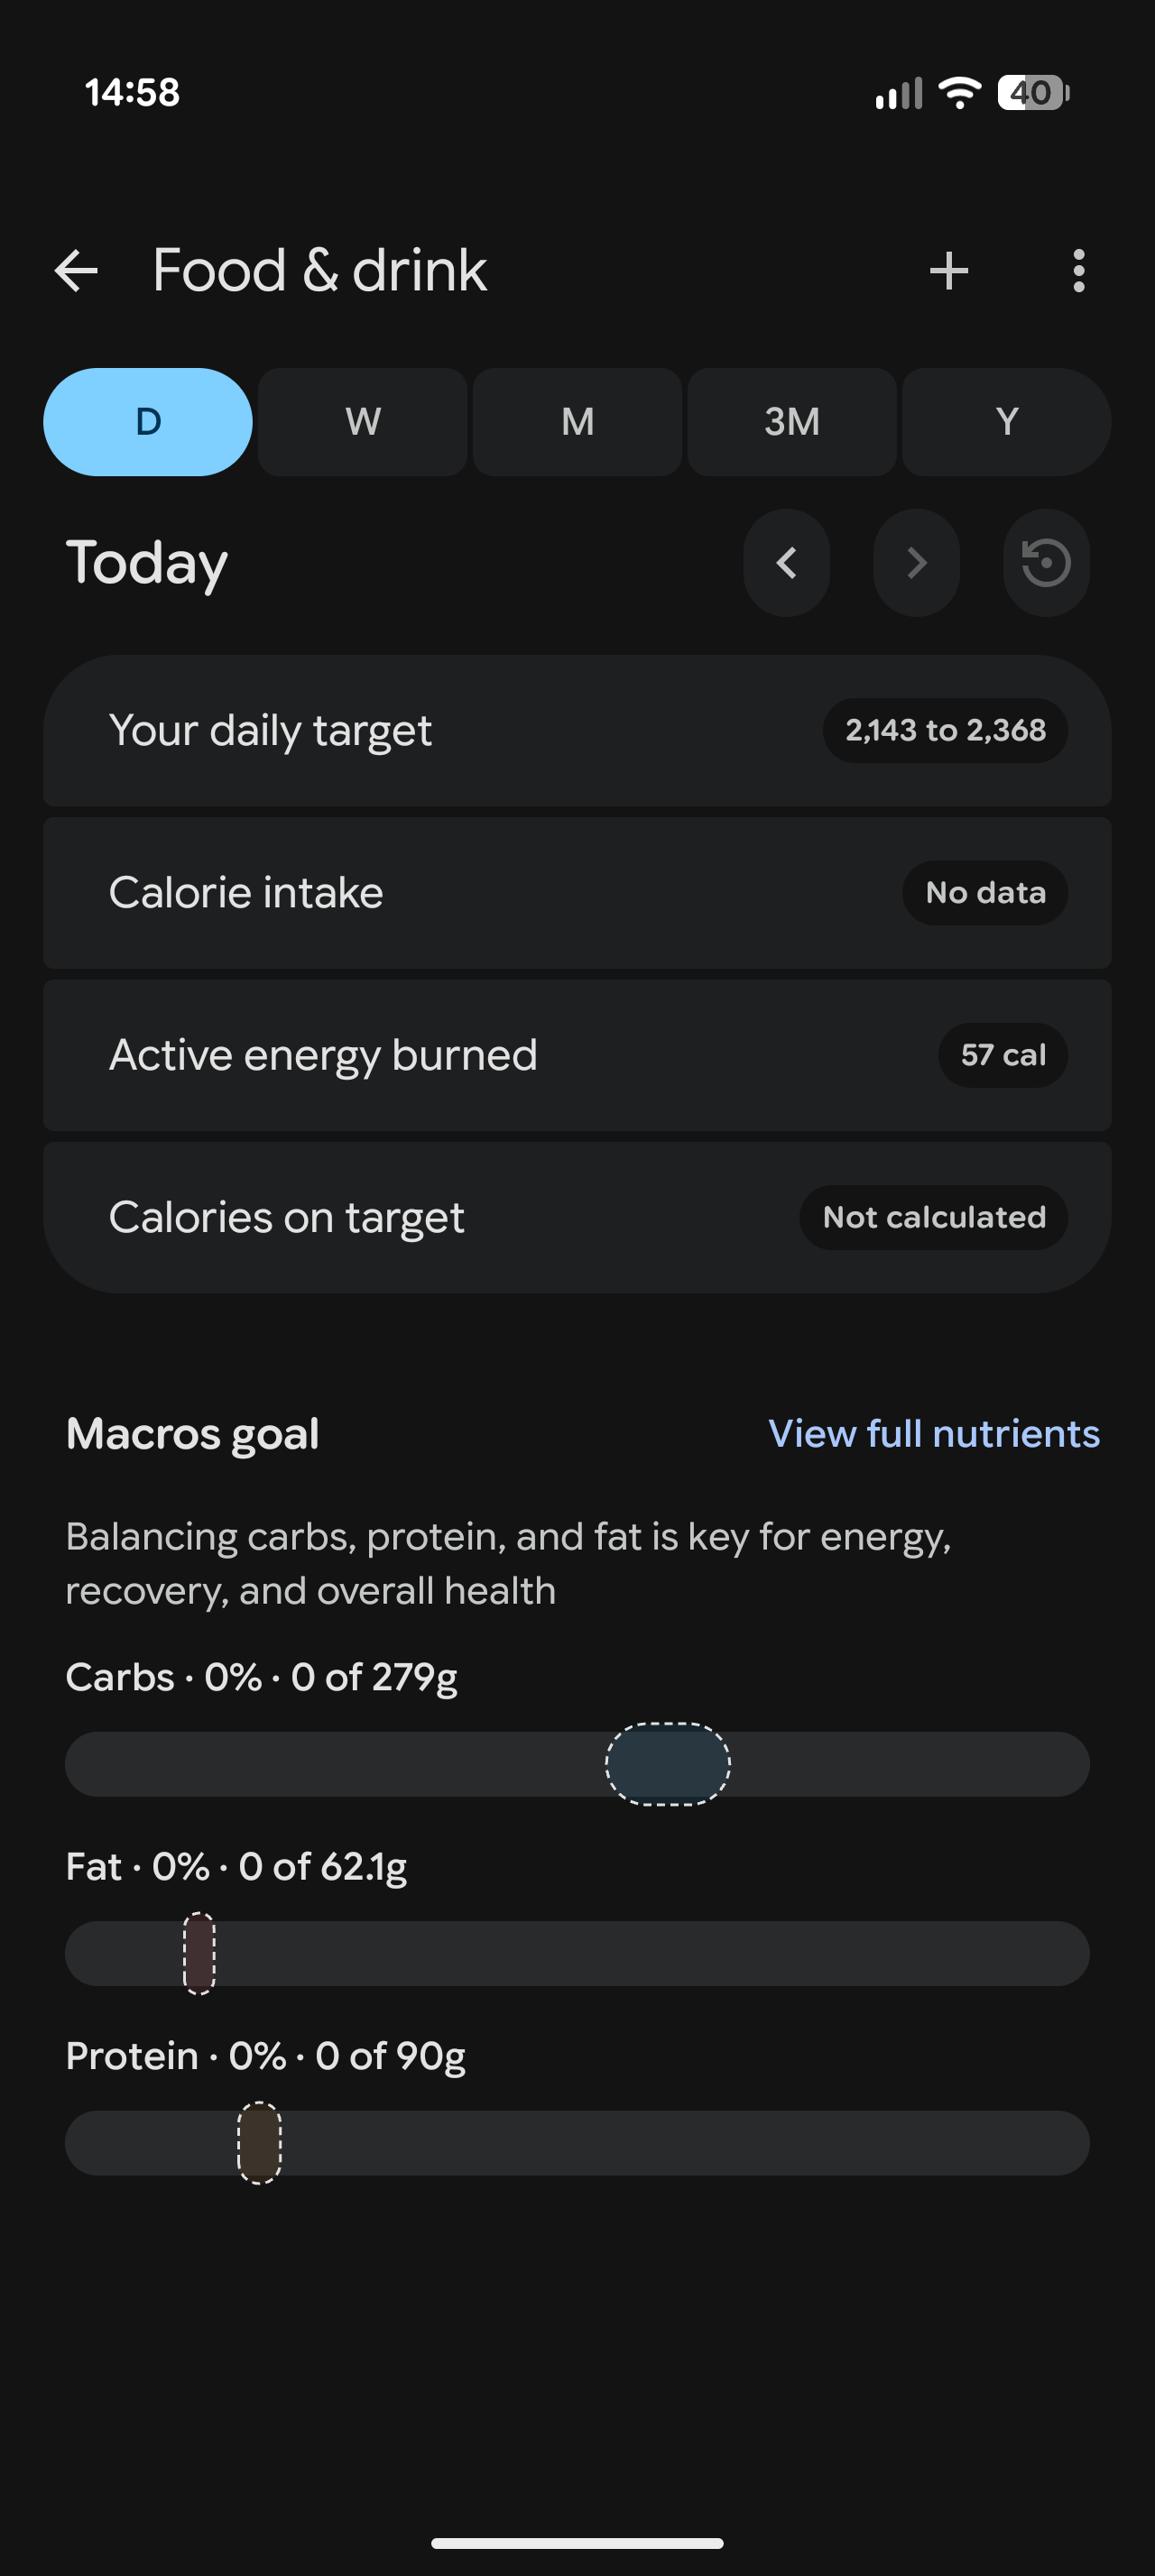 14:58
40
Food & drink
D
W
M
3M
Y
Today
Your daily target
2,143 to 2,368
Calorie intake
No data
Active energy burned
57 cal
Calories on target
Not calculated
Macros goal
View full nutrients
Balancing carbs, protein, and fat is key for energy,
recovery, and overall health
Carbs · 0% · 0 of 279g
Fat · 0% · 0 of 62.1g
Protein · 0% · 0 of 90g